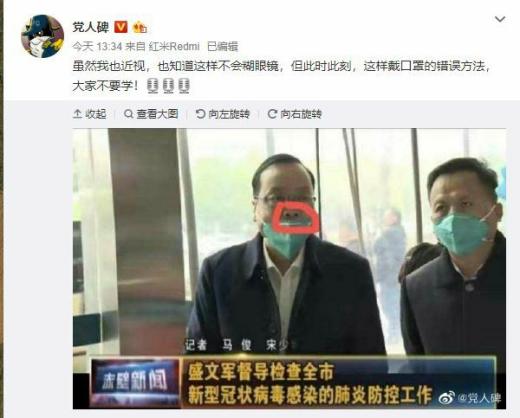 党人碑
今天 13:34 来自 红米Redmi 已编辑
虽然我也近视，也知道这样不会糊眼镜，但此时此刻，这样戴口罩的错误方法，
大家不要学！
收起 查看大图 向左旋转 向右旋转
记者 马 俊 宋少
赤壁新闻
盛文军督导检查全市
新型冠状病毒感染的肺炎防控工作
@党人碑